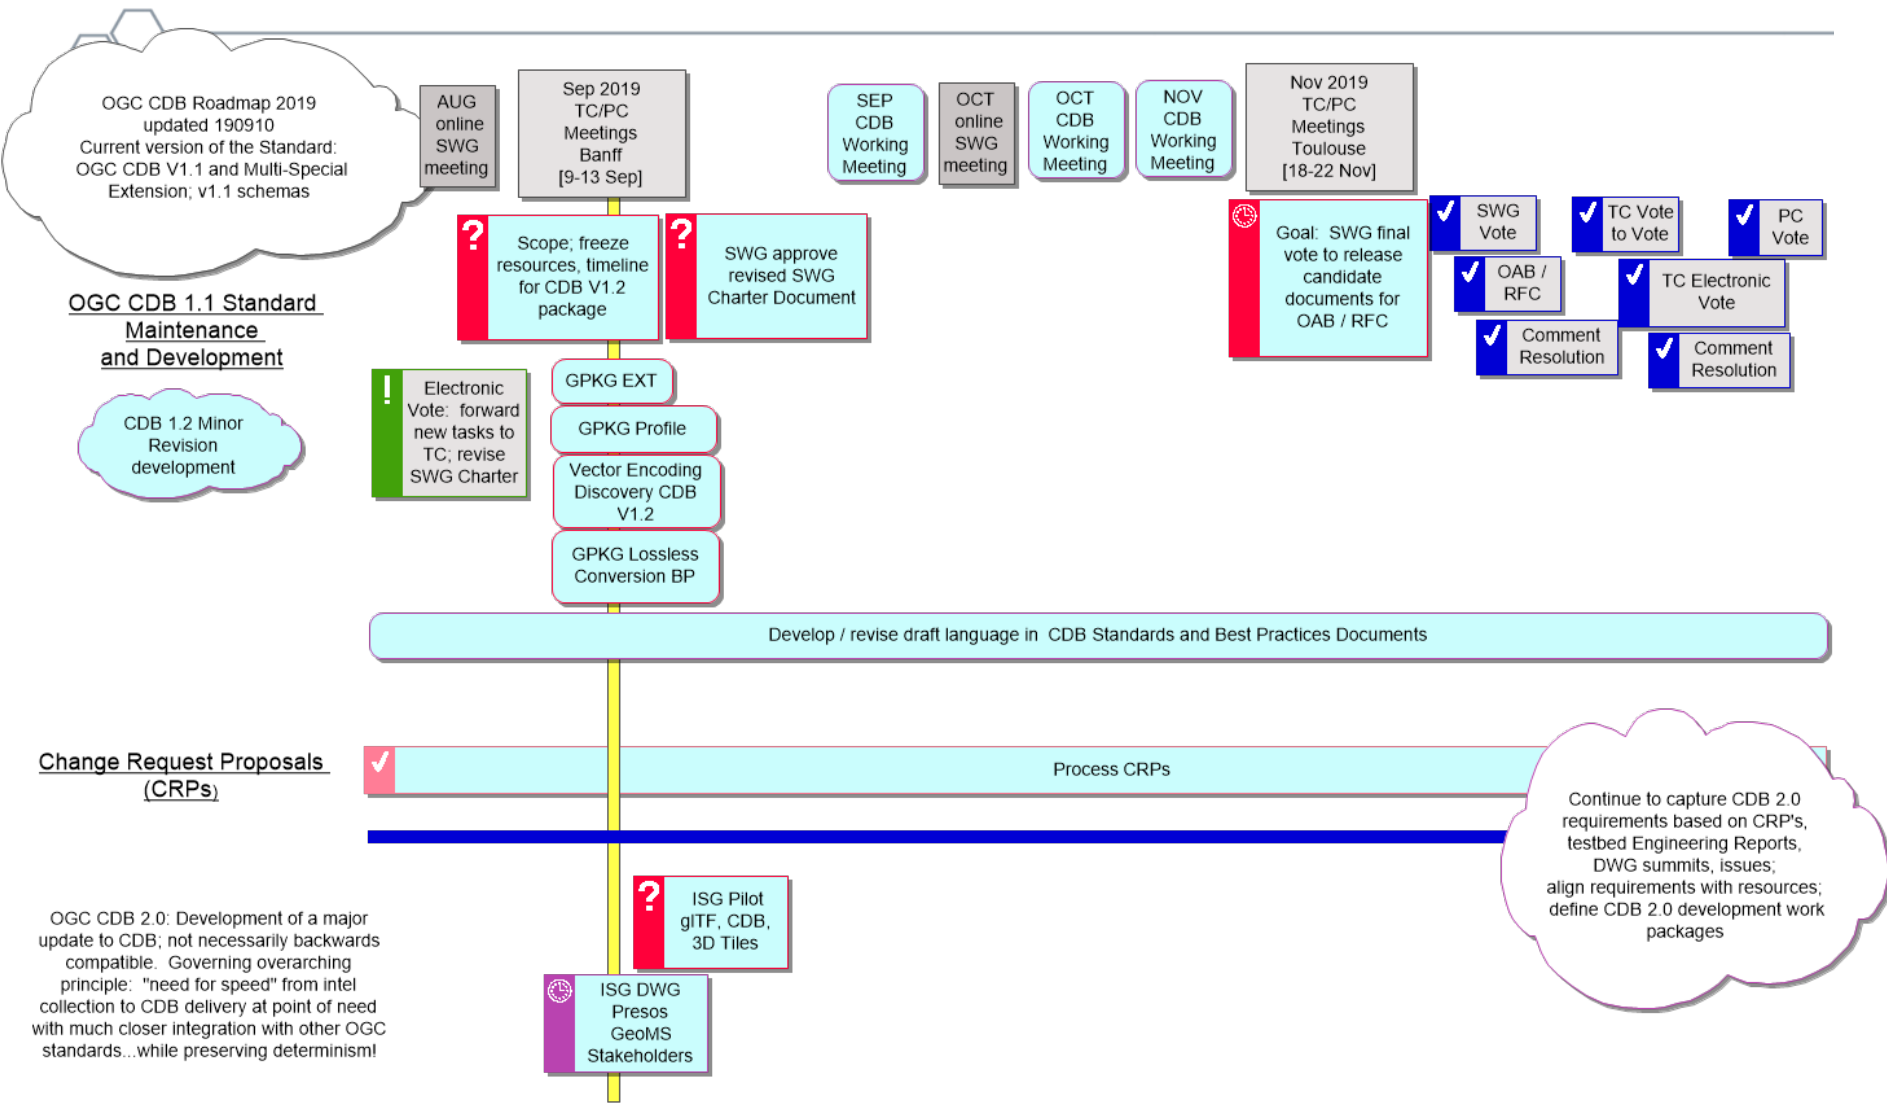 OGC CDB Roadmap 2019
updated 190910
Current version of the Standard:
OGC CDB V1.1 and Multi-Special
Extension; v1.1 schemas
AUG
online
SWG
meeting
Sep 2019
TC/PC
Meetings
Banff
[9-13 Sep]
SEP
CDB
Working
Meeting
OCT
online
SWG
meeting
OCT
CDB
Working
Meeting
NOV
CDB
Working
Meeting
Nov 2019
TC/PC
Meetings
Toulouse
[18-22 Nov]
?
Scope; freeze
resources, timeline
for CDB V1.2
package
?
SWG approve
revised SWG
Charter Document
Goal: SWG final
vote to release
candidate
documents for
OAB / RFC
SWG
Vote
TC Vote
to Vote
PC
Vote
OAB /
RFC
TC Electronic
Vote
Comment
Resolution
Comment
Resolution
OGC CDB 1.1 Standard
Maintenance
and Development
CDB 1.2 Minor
Revision
development
!
Electronic
Vote: forward
new tasks to
TC; revise
SWG Charter
GPKG EXT
GPKG Profile
Vector Encoding
Discovery CDB
V1.2
GPKG Lossless
Conversion BP
Develop / revise draft language in CDB Standards and Best Practices Documents
Change Request Proposals
(CRPs)
Process CRPs
Continue to capture CDB 2.0
requirements based on CRP's,
testbed Engineering Reports,
DWG summits, issues;
align requirements with resources;
define CDB 2.0 development work
packages
OGC CDB 2.0: Development of a major
update to CDB; not necessarily backwards
compatible. Governing overarching
principle: "need for speed" from intel
collection to CDB delivery at point of need
with much closer integration with other OGC
standards...while preserving determinism!
?
ISG Pilot
glTF, CDB,
3D Tiles
ISG DWG
Presos
GeoMS
Stakeholders